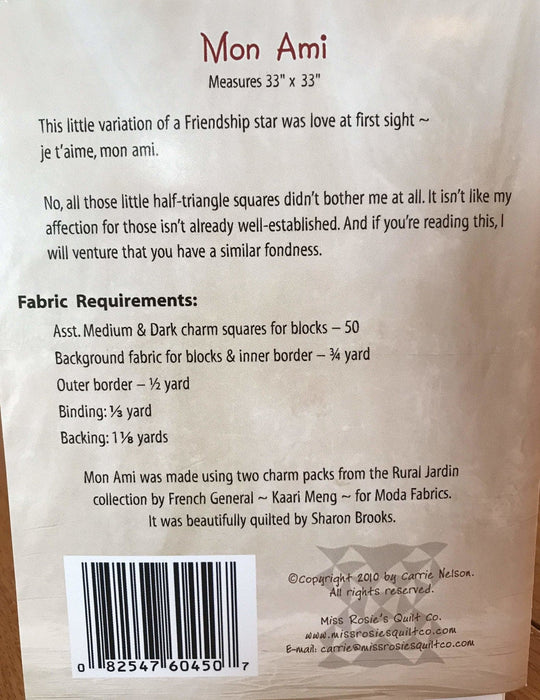 Mon Ami
Measures 33" x 33"
This little variation of a Friendship star was love at first sight ~
je t'aime, mon ami.
No, all those little half-triangle squares didn't bother me at all. It isn't like my
affection for those isn't already well-established. And if you're reading this, I
will venture that you have a similar fondness.
Fabric Requirements:
Asst. Medium & Dark charm squares for blocks – 50
Background fabric for blocks & inner border – ¾ yard
Outer border – ½ yard
Binding: ⅓ yard
Backing: 1⅛ yards
Mon Ami was made using two charm packs from the Rural Jardin
collection by French General ~ Kaari Meng ~ for Moda Fabrics.
It was beautifully quilted by Sharon Brooks.
©Copyright 2010 by Carrie Nelson.
All rights reserved.
Miss Rosie's Quilt Co.
www.missrosiesquiltco.com
E-mail: carrie@missrosiesquiltco.com
0 82547 60450 7